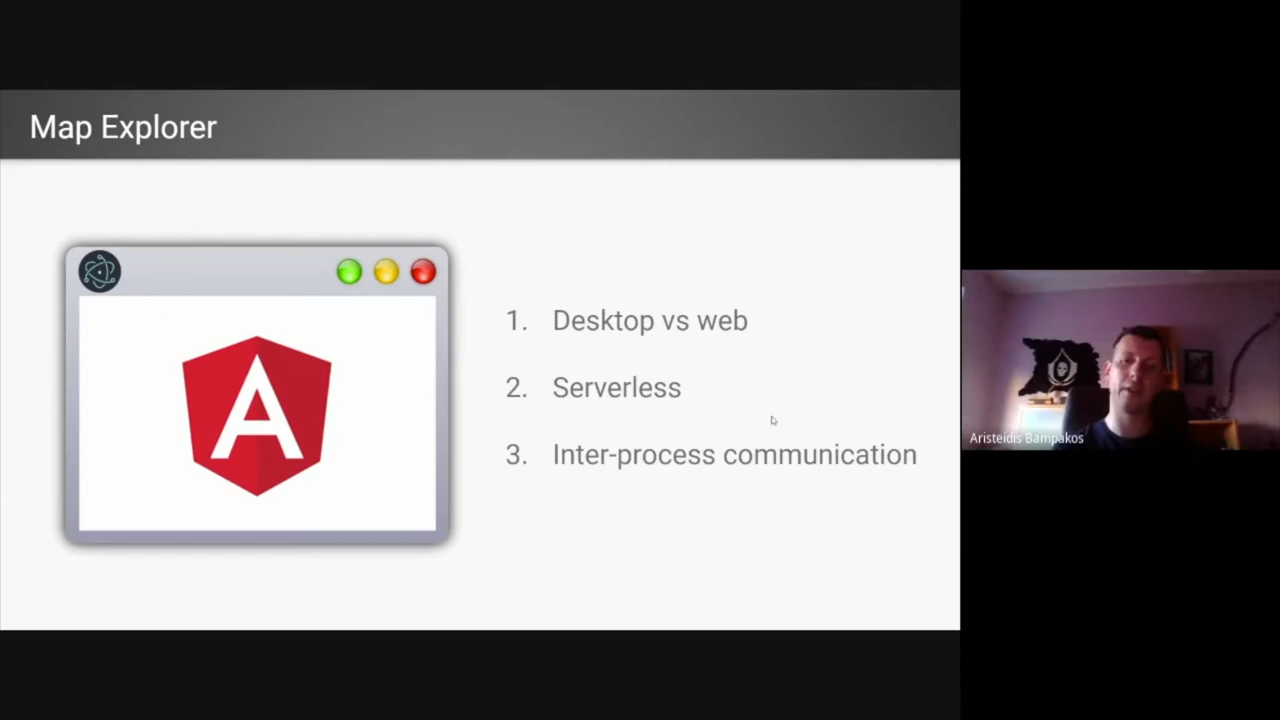 Map Explorer
A
1. Desktop vs web
2. Serverless
3. Inter-process communication
Aristeidis Bampakos